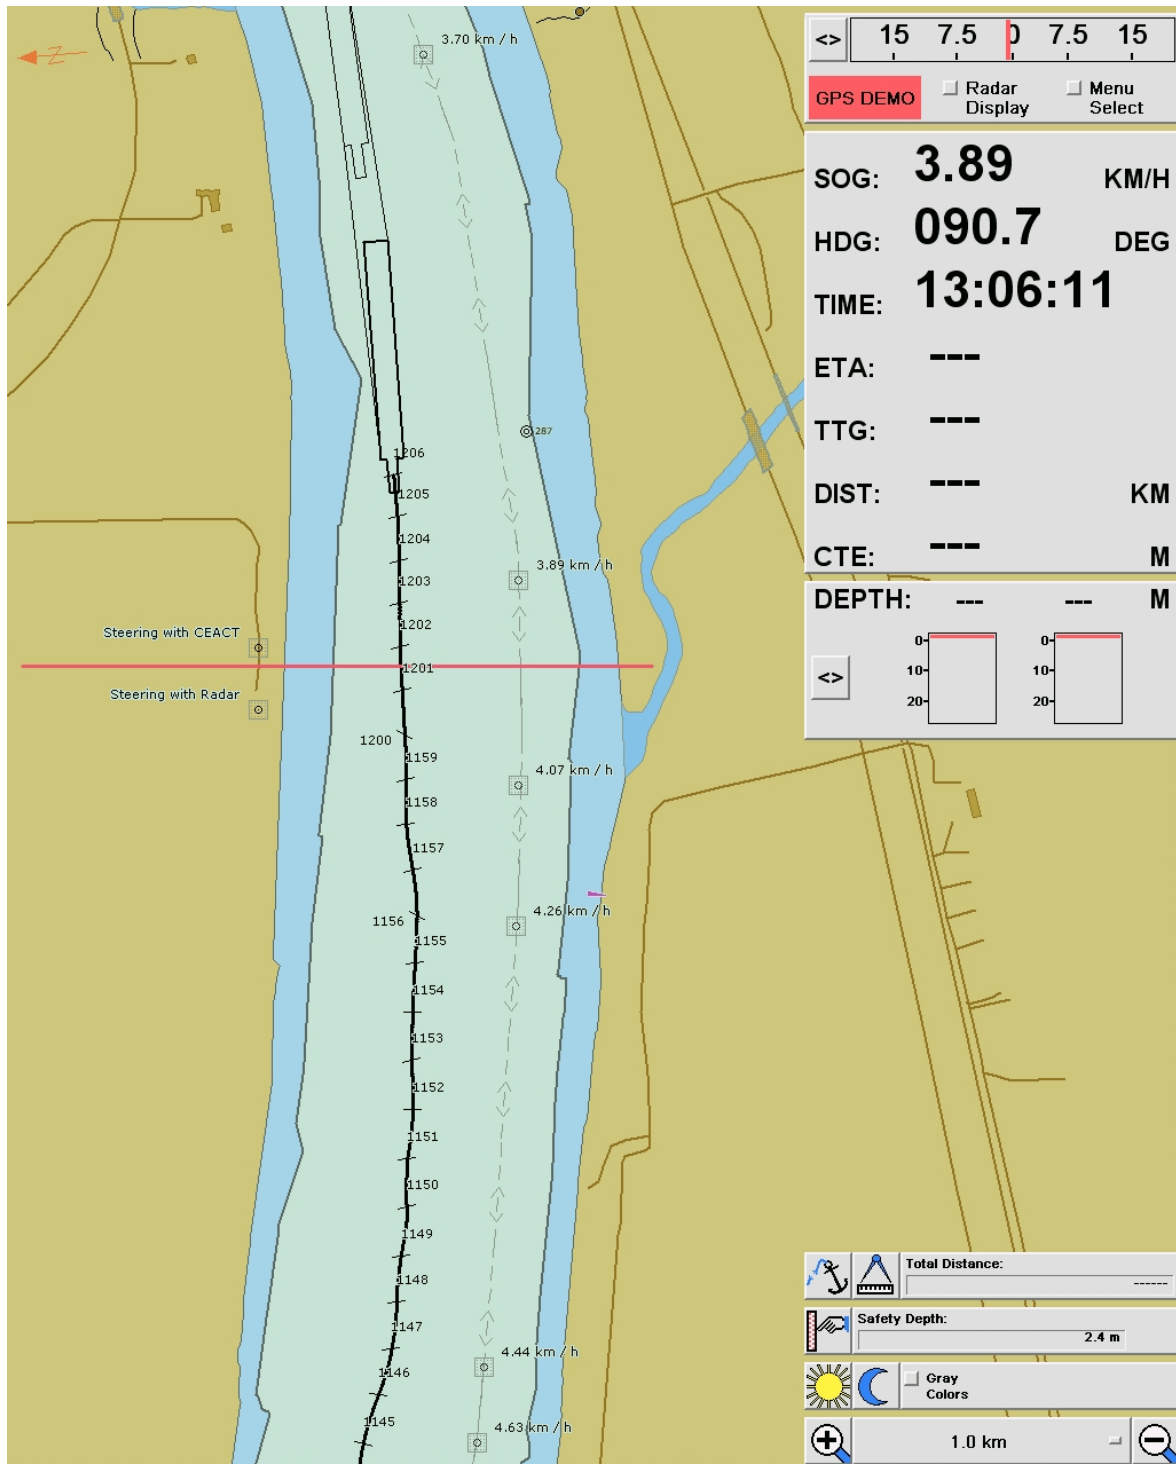 Z
3.70 km / h
287
1206
1205
1204
3.89 km / h
1203
1202
Steering with CEACT
1201
Steering with Radar
1200
1159
4.07 km / h
1158
1157
4.26 km / h
1156
1155
1154
1153
1152
1151
1150
1149
1148
1147
4.44 km / h
1146
1145
4.63 km / h
<> 15 7.5 0 7.5 15
GPS DEMO
Radar
Display
Menu
Select
SOG: 3.89 KM/H
HDG: 090.7 DEG
TIME: 13:06:11
ETA: ---
TTG: ---
DIST: --- KM
CTE: --- M
DEPTH: --- --- M
0 0
10 10
<>
20 20
Total Distance:
------
Safety Depth:
2.4 m
Gray
Colors
1.0 km